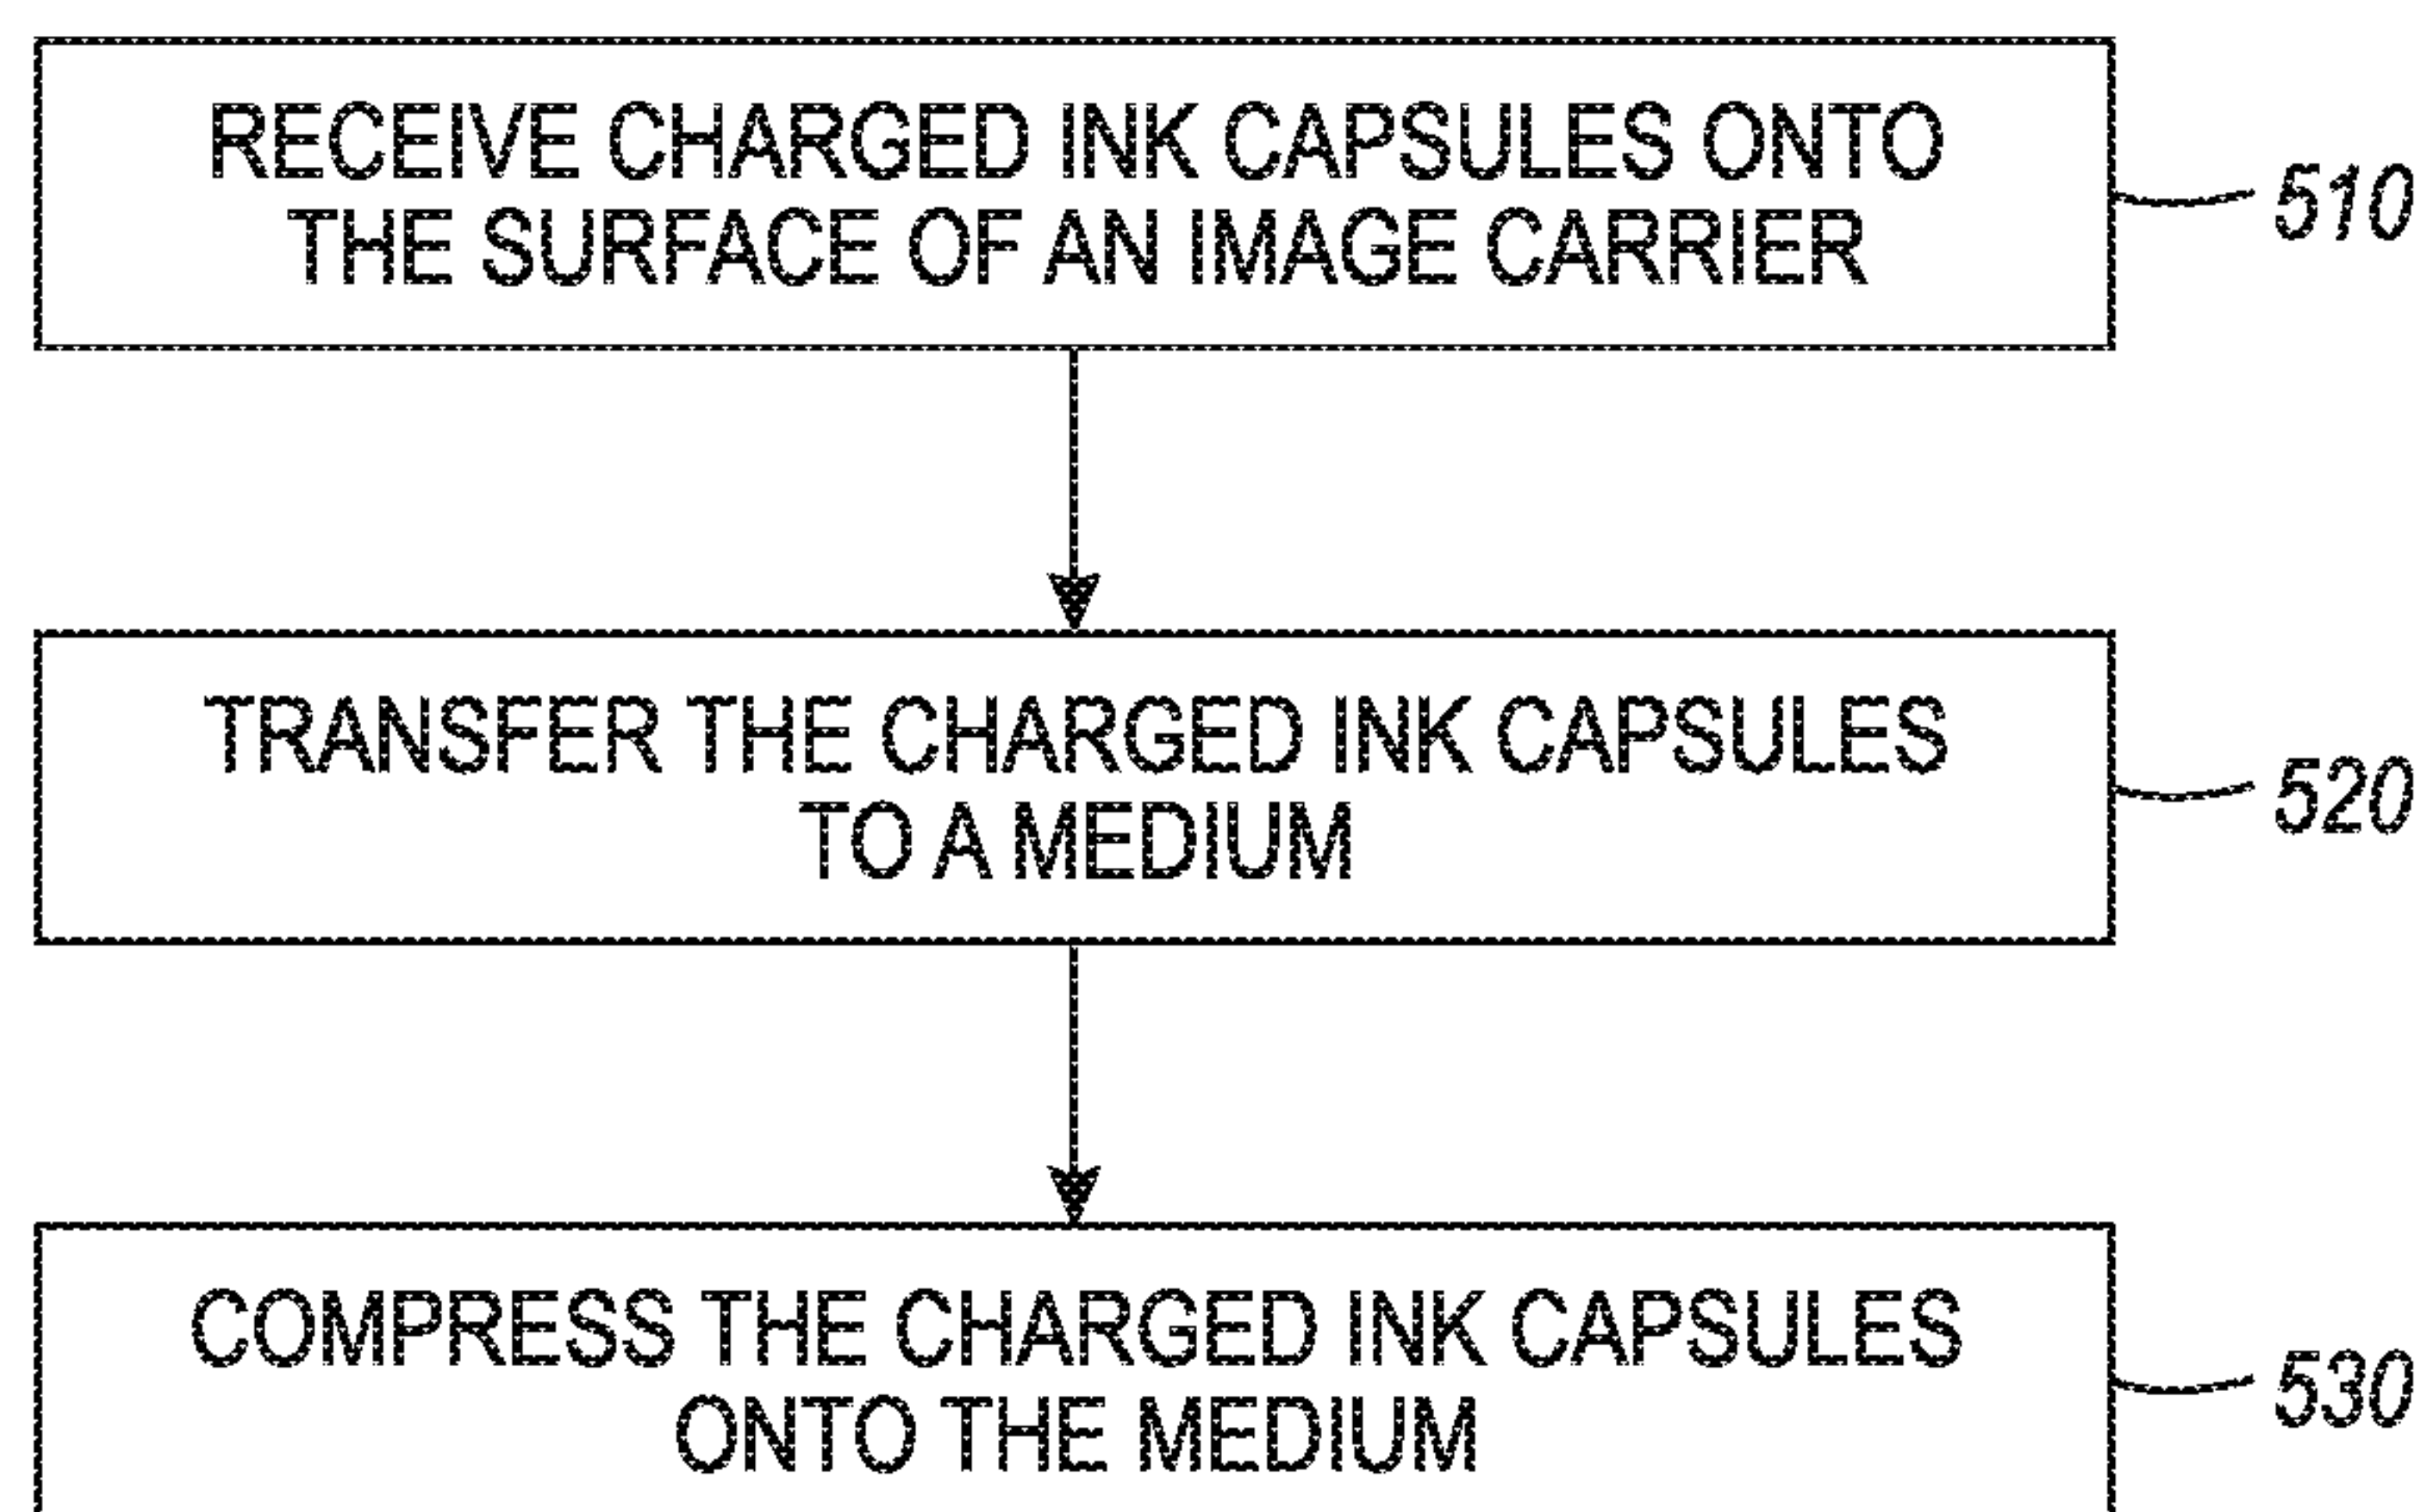 RECEIVE CHARGED INK CAPSULES ONTO
THE SURFACE OF AN IMAGE CARRIER
510
TRANSFER THE CHARGED INK CAPSULES
TO A MEDIUM
520
COMPRESS THE CHARGED INK CAPSULES
ONTO THE MEDIUM
530